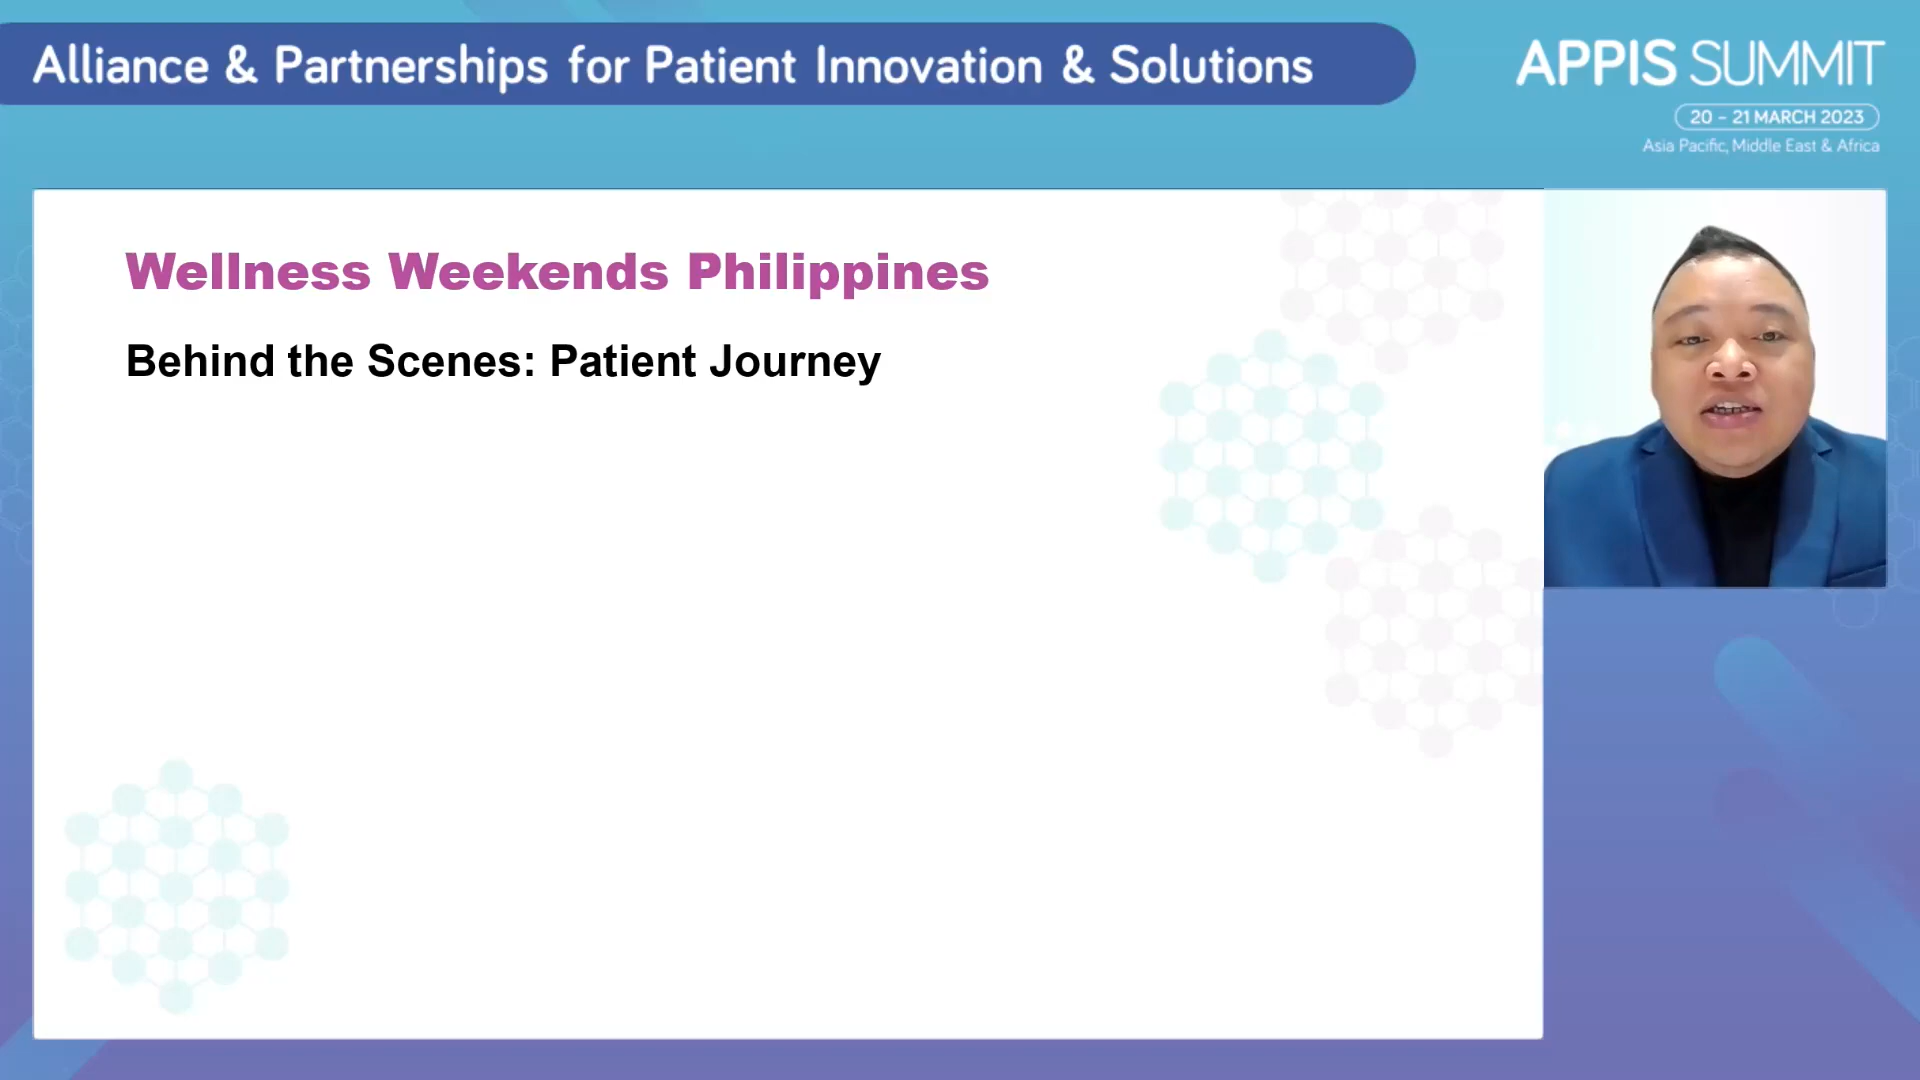 Alliance & Partnerships for Patient Innovation & Solutions
APPIS SUMMIT
20 – 21 MARCH 2023
Asia Pacific, Middle East & Africa
Wellness Weekends Philippines
Behind the Scenes: Patient Journey